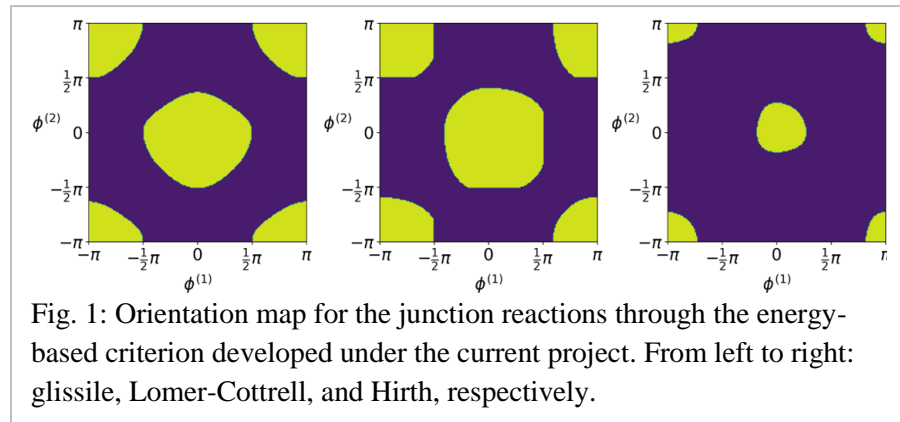 π π π
½π ½π ½π
ϕ(2) 0 ϕ(2) 0 ϕ(2) 0
−½π −½π −½π
−π −π −π
−π −½π 0 ½π π −π −½π 0 ½π π −π −½π 0 ½π π
ϕ(1) ϕ(1) ϕ(1)
Fig. 1: Orientation map for the junction reactions through the energy-
based criterion developed under the current project. From left to right:
glissile, Lomer-Cottrell, and Hirth, respectively.